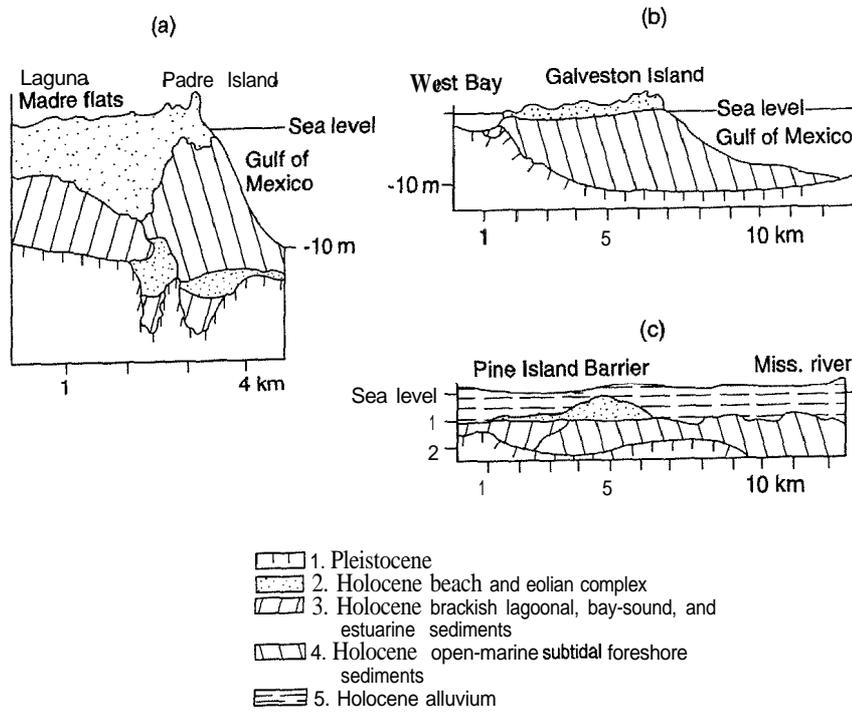 (a)
Laguna Padre Island
Madre flats
Sea level
Gulf of
Mexico
-10 m
1 4 km
(b)
West Bay Galveston Island
Sea level
Gulf of Mexico
-10 m
1 5 10 km
(c)
Pine Island Barrier Miss. river
Sea level
1
2
1 5 10 km
1. Pleistocene
2. Holocene beach and eolian complex
3. Holocene brackish lagoonal, bay-sound, and
estuarine sediments
4. Holocene open-marine subtidal foreshore
sediments
5. Holocene alluvium